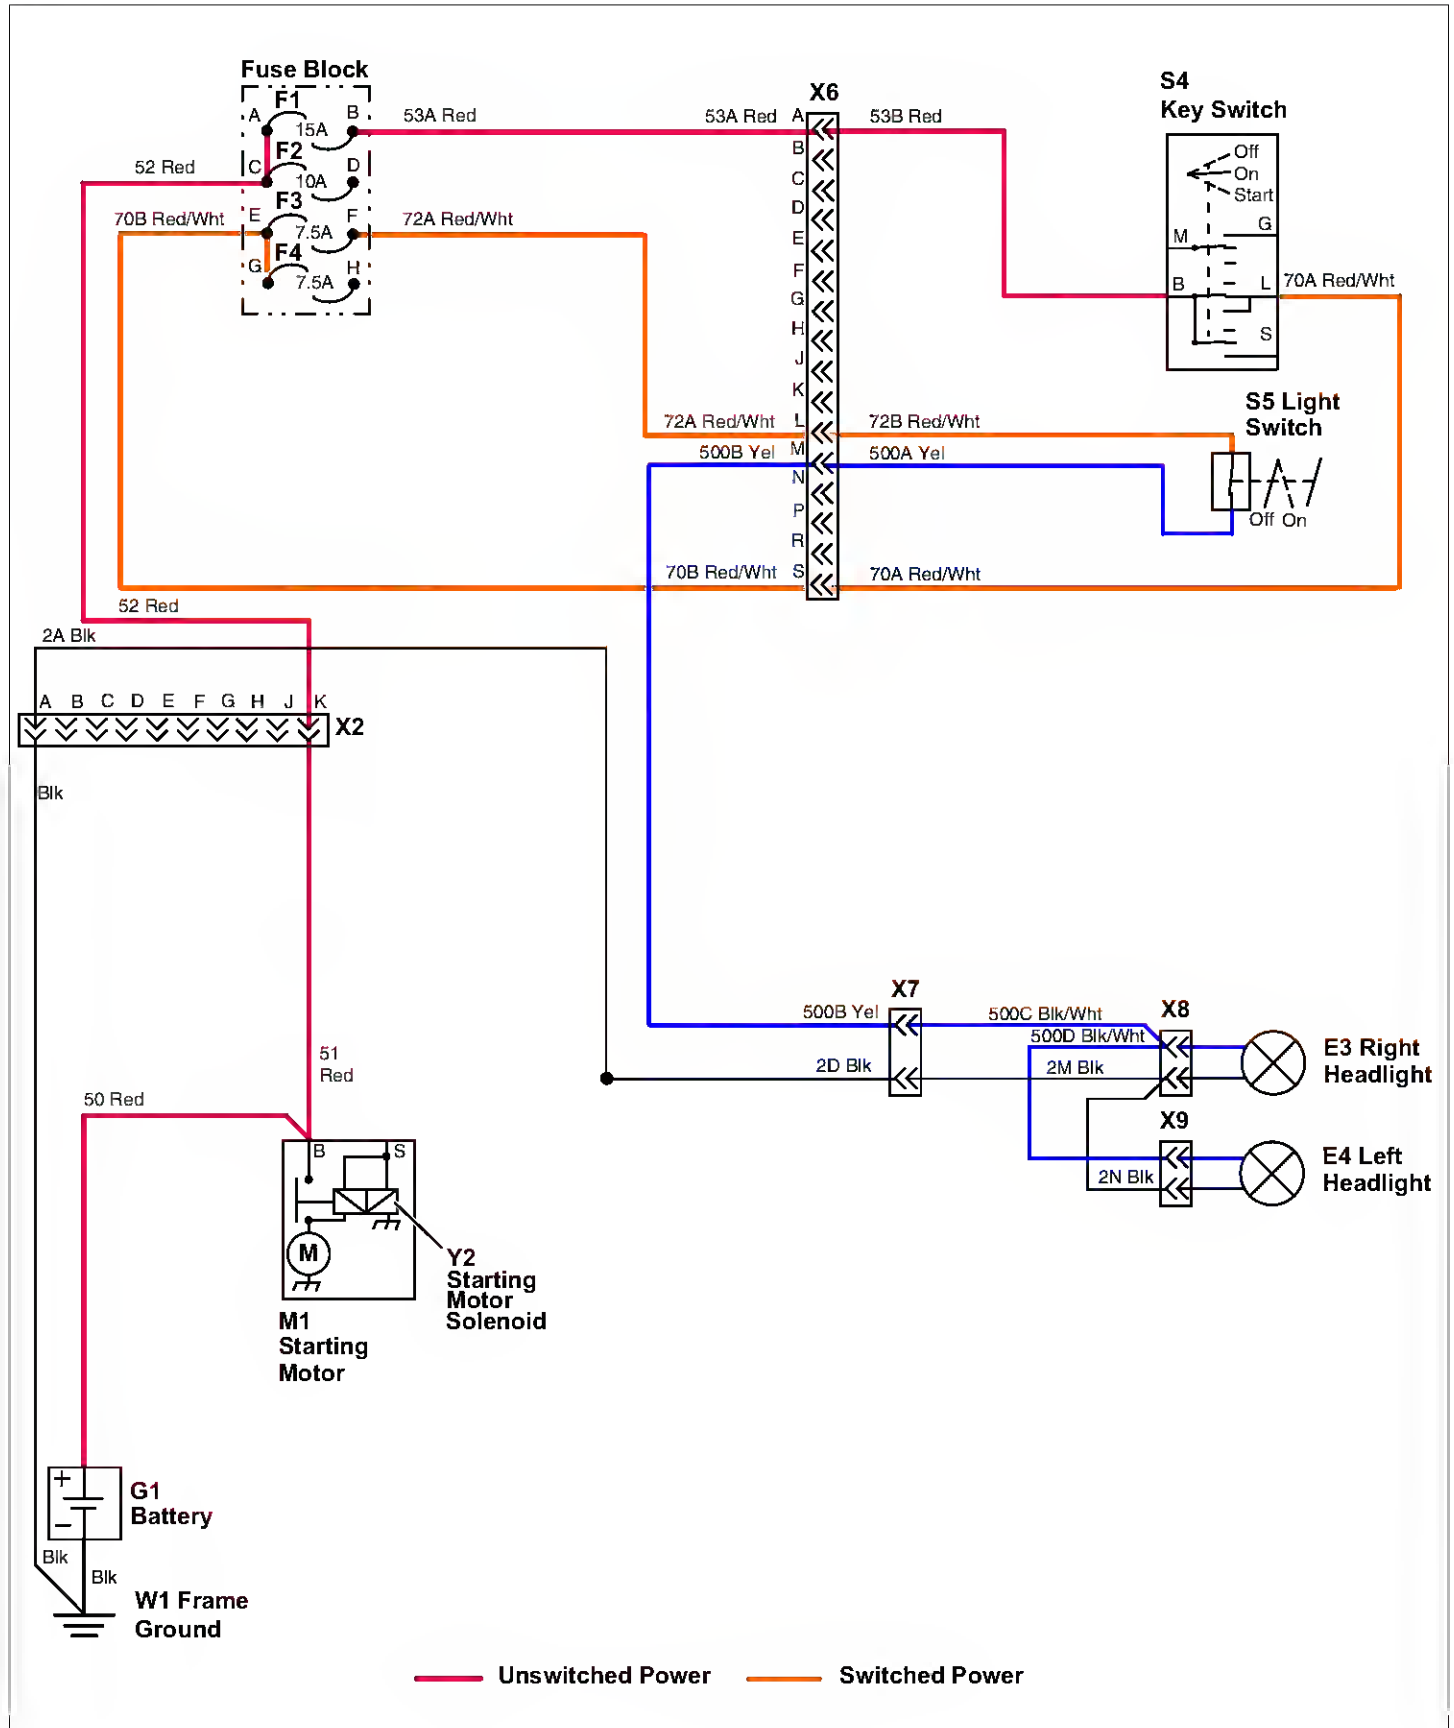 Fuse Block
F1
A
B
15A
53A Red
53A Red
X6
A
53B Red
S4
Key Switch
Off
On
Start
F2
C
D
10A
52 Red
F3
70B Red/Wht
E
F
7.5A
72A Red/Wht
F4
G
H
7.5A
B
C
D
E
F
G
H
J
K
L
M
N
P
R
S
M
G
B
L
S
70A Red/Wht
72A Red/Wht
72B Red/Wht
500B Yel
500A Yel
S5 Light
Switch
Off On
70B Red/Wht
70A Red/Wht
52 Red
2A Blk
A B C D E F G H J K
X2
Blk
51
Red
50 Red
X7
500B Yel
500C Blk/Wht
X8
500D Blk/Wht
2D Blk
2M Blk
E3 Right
Headlight
X9
2N Blk
E4 Left
Headlight
B
S
M
Y2
Starting
Motor
Solenoid
M1
Starting
Motor
+
−
G1
Battery
Blk
Blk
W1 Frame
Ground
Unswitched Power
Switched Power